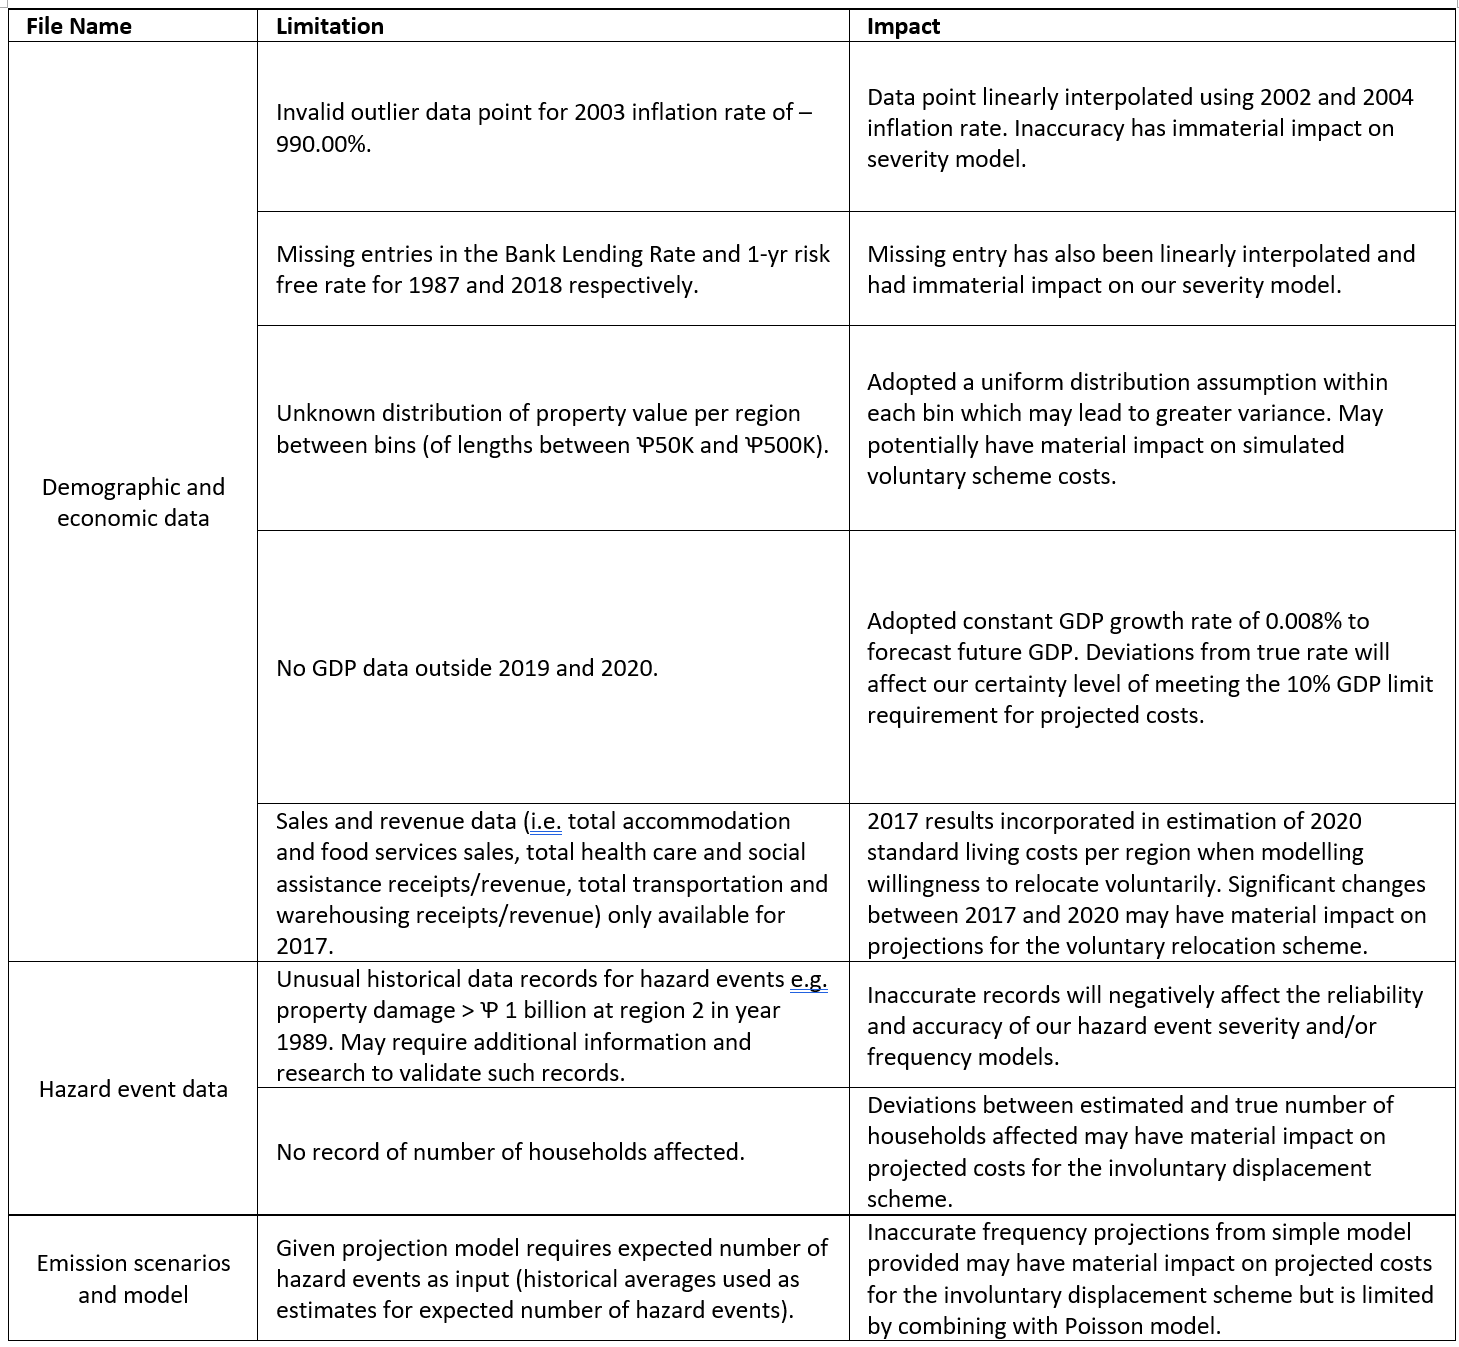 File Name
Limitation
Impact
Demographic and
economic data
Invalid outlier data point for 2003 inflation rate of –
990.00%.
Data point linearly interpolated using 2002 and 2004
inflation rate. Inaccuracy has immaterial impact on
severity model.
Missing entries in the Bank Lending Rate and 1-yr risk
free rate for 1987 and 2018 respectively.
Missing entry has also been linearly interpolated and
had immaterial impact on our severity model.
Unknown distribution of property value per region
between bins (of lengths between Ꝕ50K and Ꝕ500K).
Adopted a uniform distribution assumption within
each bin which may lead to greater variance. May
potentially have material impact on simulated
voluntary scheme costs.
No GDP data outside 2019 and 2020.
Adopted constant GDP growth rate of 0.008% to
forecast future GDP. Deviations from true rate will
affect our certainty level of meeting the 10% GDP limit
requirement for projected costs.
Sales and revenue data (i.e. total accommodation
and food services sales, total health care and social
assistance receipts/revenue, total transportation and
warehousing receipts/revenue) only available for
2017.
2017 results incorporated in estimation of 2020
standard living costs per region when modelling
willingness to relocate voluntarily. Significant changes
between 2017 and 2020 may have material impact on
projections for the voluntary relocation scheme.
Hazard event data
Unusual historical data records for hazard events e.g.
property damage > Ꝕ 1 billion at region 2 in year
1989. May require additional information and
research to validate such records.
Inaccurate records will negatively affect the reliability
and accuracy of our hazard event severity and/or
frequency models.
No record of number of households affected.
Deviations between estimated and true number of
households affected may have material impact on
projected costs for the involuntary displacement
scheme.
Emission scenarios
and model
Given projection model requires expected number of
hazard events as input (historical averages used as
estimates for expected number of hazard events).
Inaccurate frequency projections from simple model
provided may have material impact on projected costs
for the involuntary displacement scheme but is limited
by combining with Poisson model.